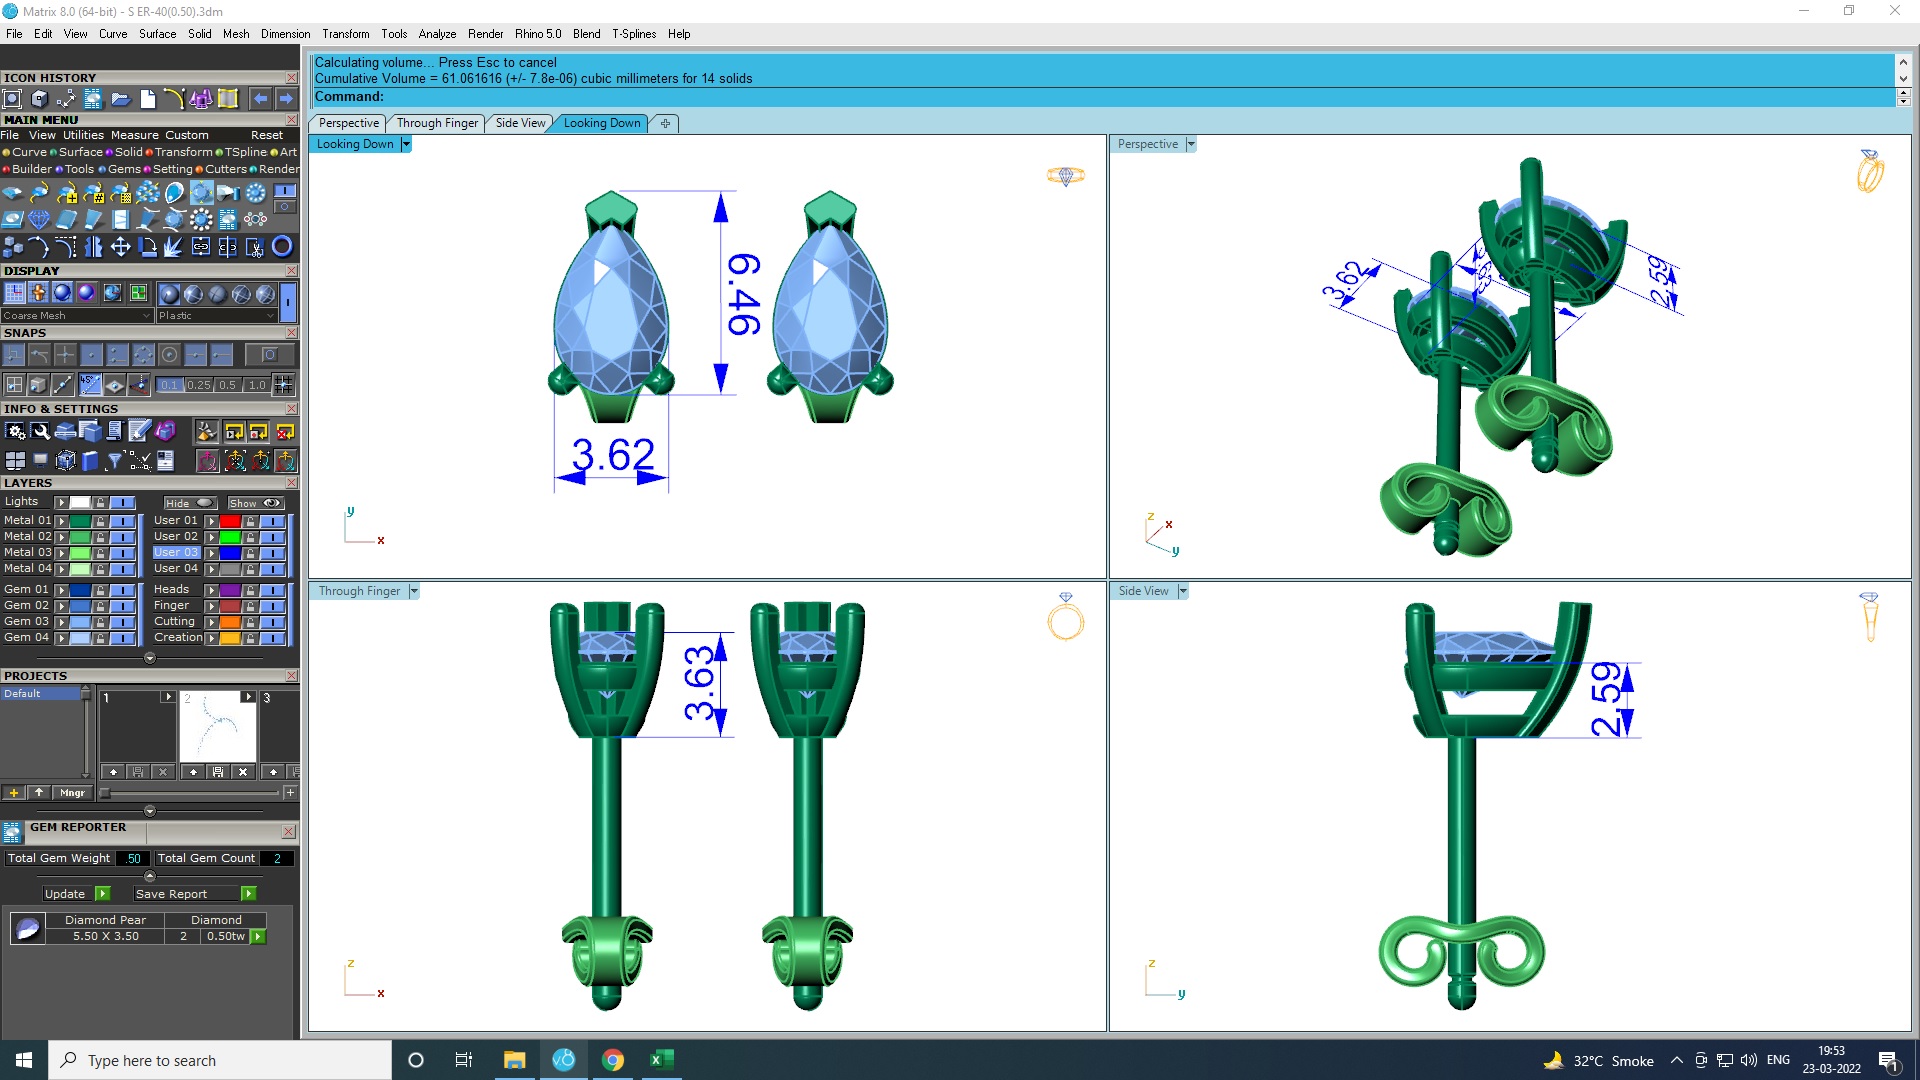 Matrix 8.0 (64-bit) - S ER-40(0.50).3dm
File Edit View Curve Surface Solid Mesh Dimension Transform Tools Analyze Render Rhino 5.0 Blend T-Splines Help
Calculating volume... Press Esc to cancel
Cumulative Volume = 61.061616 (+/- 7.8e-06) cubic millimeters for 14 solids
Command:
Perspective Through Finger Side View Looking Down
ICON HISTORY
MAIN MENU
File View Utilities Measure Custom Reset
Curve Surface Solid Transform TSpline Art
Builder Tools Gems Setting Cutters Render
DISPLAY
Coarse Mesh Plastic
SNAPS
45°
0.1 0.25 0.5 1.0
INFO & SETTINGS
LAYERS
Lights Hide Show
Metal 01 User 01
Metal 02 User 02
Metal 03 User 03
Metal 04 User 04
Gem 01 Heads
Gem 02 Finger
Gem 03 Cutting
Gem 04 Creation
PROJECTS
Default
1 2 3
Mngr
GEM REPORTER
Total Gem Weight .50 Total Gem Count 2
Update Save Report
Diamond Pear Diamond
5.50 X 3.50 2 0.50tw
Looking Down
6.46
3.62
y
x
Perspective
3.62
2.59
z
x
y
Through Finger
3.63
z
x
Side View
2.59
z
y
Type here to search
32°C Smoke
ENG
19:53
23-03-2022
1